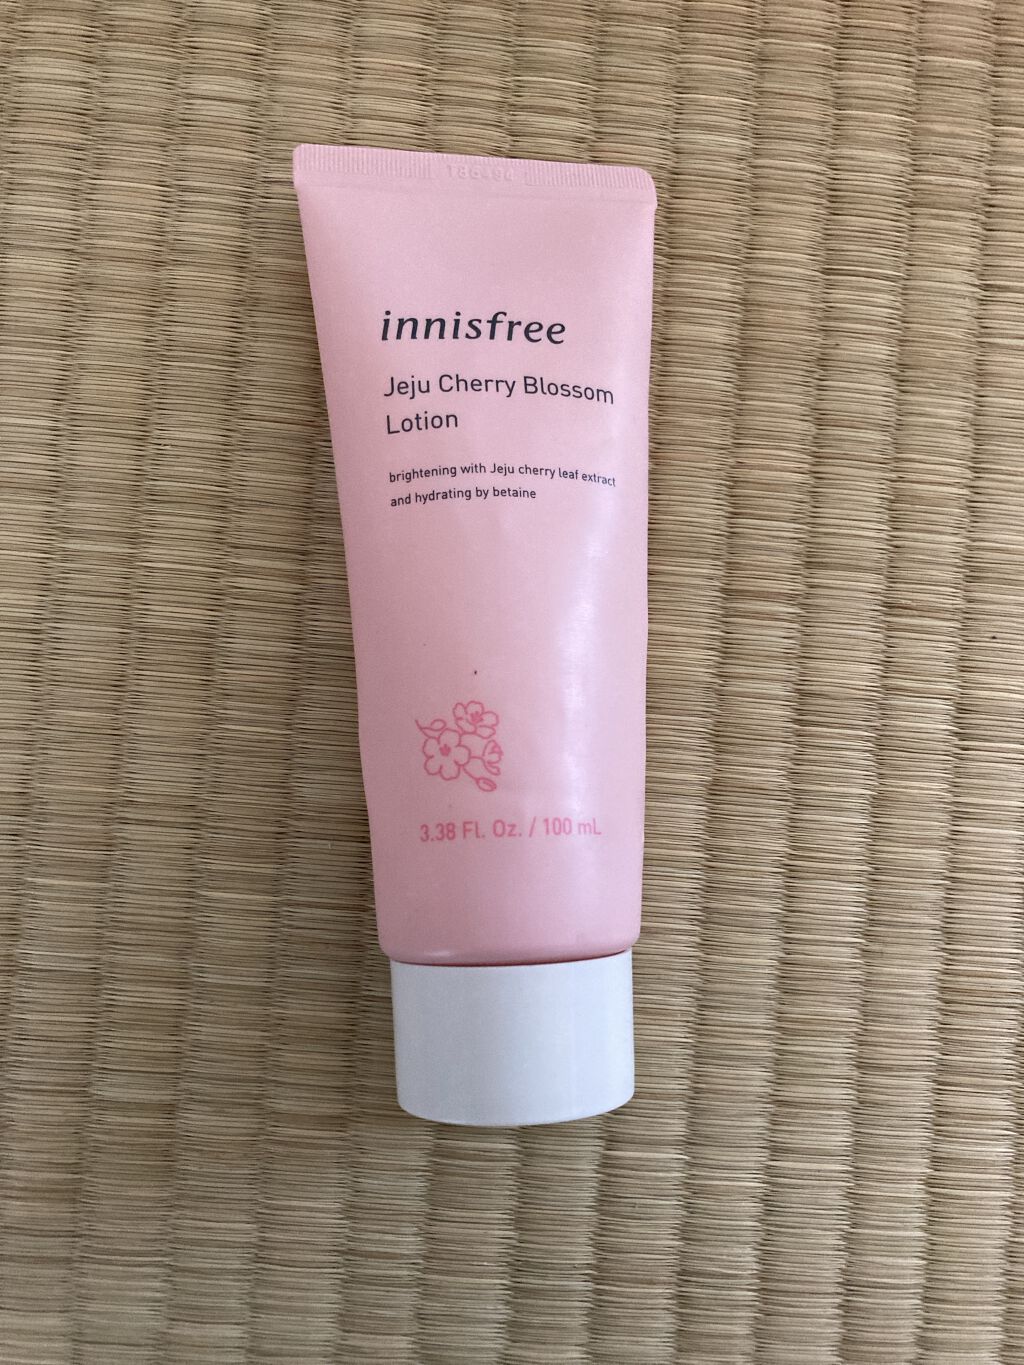 innisfree
Jeju Cherry Blossom
Lotion
brightening with Jeju cherry leaf extract
and hydrating by betaine
3.38 Fl. Oz. / 100 mL